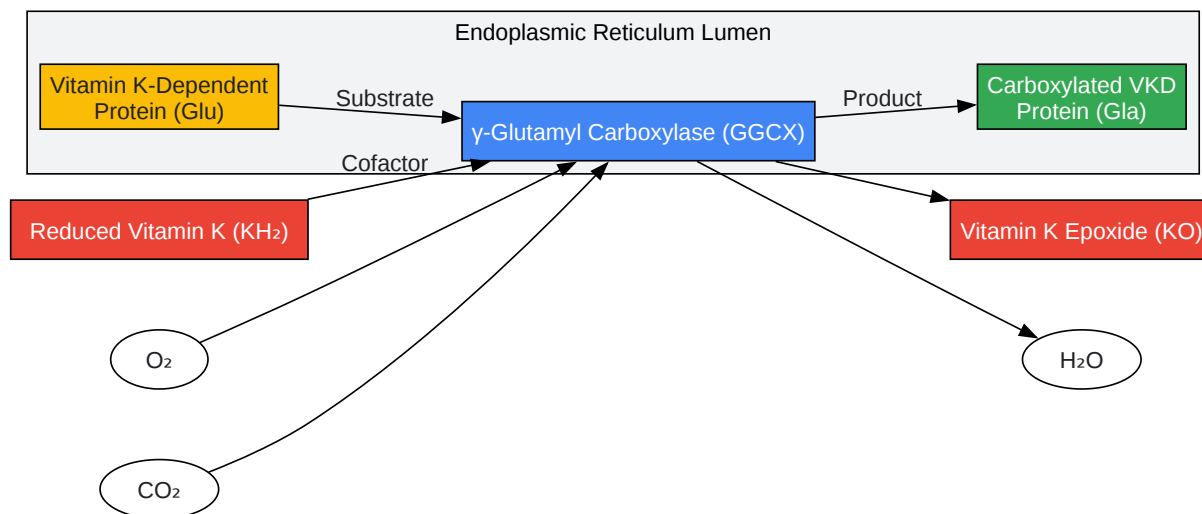 Endoplasmic Reticulum Lumen
Vitamin K-Dependent
Protein (Glu)
Substrate
γ-Glutamyl Carboxylase (GGCX)
Product
Carboxylated VKD
Protein (Gla)
Cofactor
Reduced Vitamin K (KH₂)
Vitamin K Epoxide (KO)
O₂
H₂O
CO₂